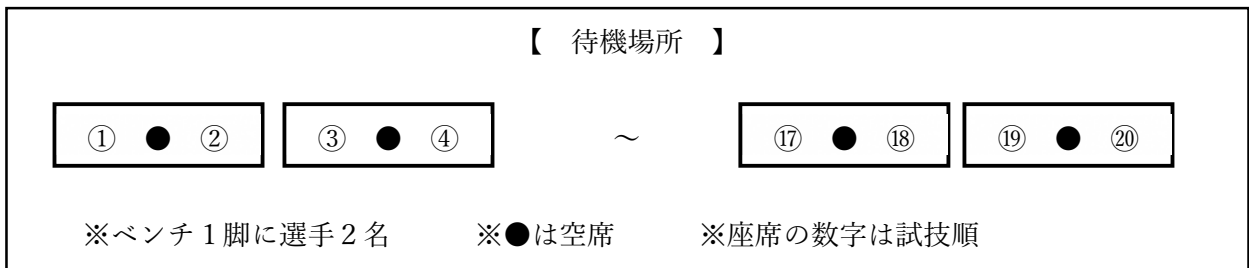 【　待機場所　】
① ● ②　③ ● ④　～　⑰ ● ⑱　⑲ ● ⑳
※ベンチ１脚に選手２名　※●は空席　※座席の数字は試技順